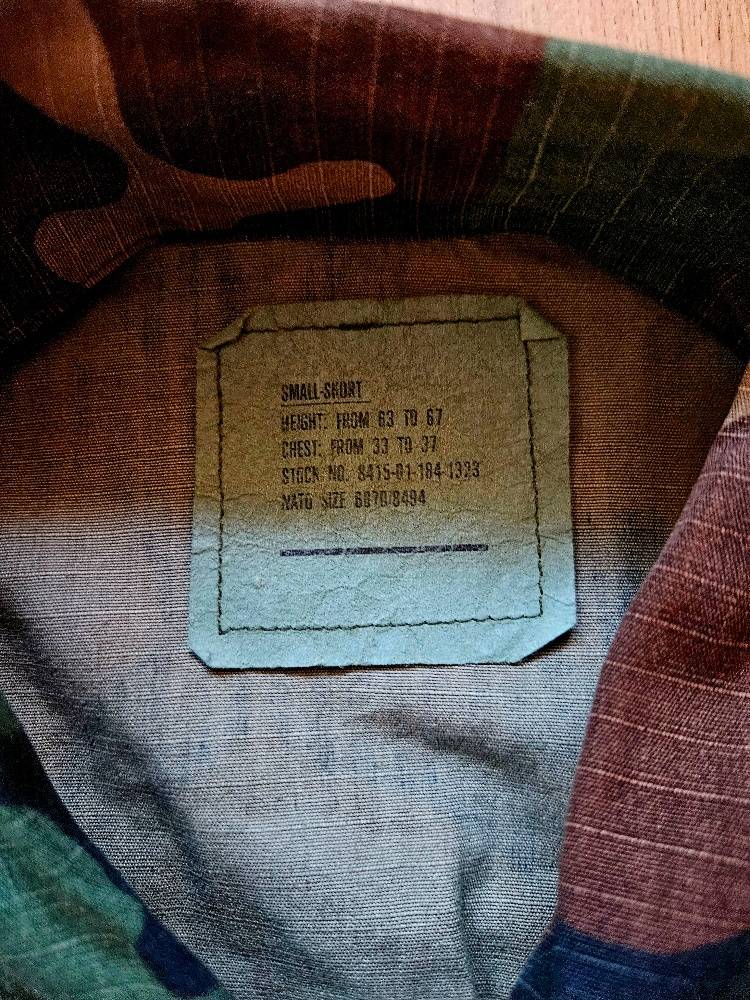 SMALL-SHORT
HEIGHT: FROM 63 TO 67
CHEST: FROM 33 TO 37
STOCK NO. 8415-01-184-1323
NATO SIZE 6070/8494